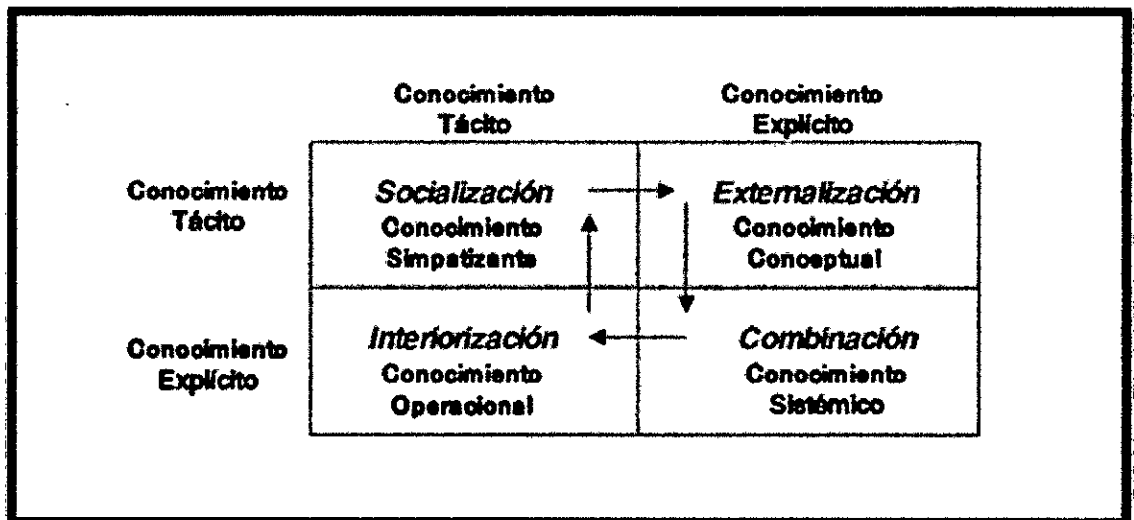 Conocimiento Tácito
Conocimiento Explícito
Conocimiento Tácito
Socialización
Conocimiento Simpatizante
Externalización
Conocimiento Conceptual
Conocimiento Explícito
Interiorización
Conocimiento Operacional
Combinación
Conocimiento Sistémico